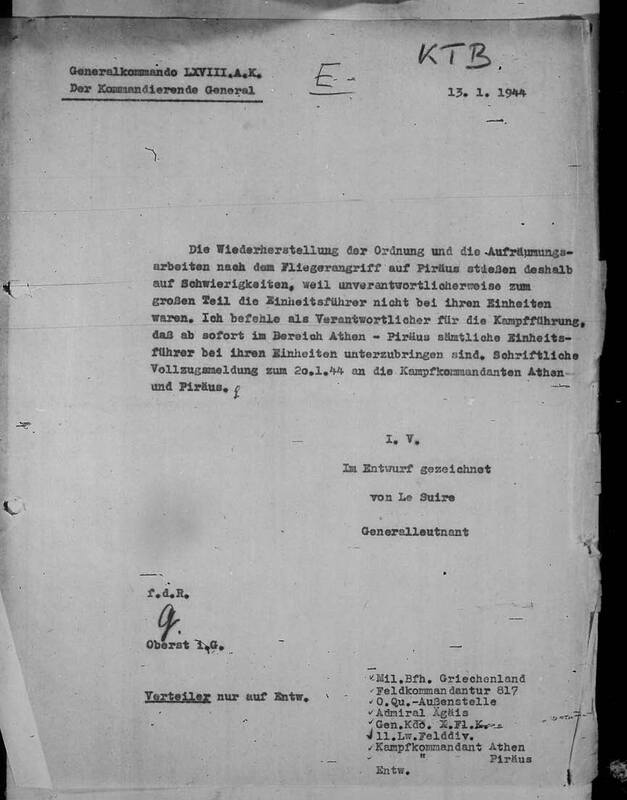 KTB.
Generalkommando LXVIII.A.K.
Der Kommandierende General
E
13. 1. 1944
Die Wiederherstellung der Ordnung und die Aufräumungs-
arbeiten nach dem Fliegerangriff auf Piräus stießen deshalb
auf Schwierigkeiten, weil unverantwortlicherweise zum
großen Teil die Einheitsführer nicht bei ihren Einheiten
waren. Ich befehle als Verantwortlicher für die Kampfführung,
daß ab sofort im Bereich Athen - Piräus sämtliche Einheits-
führer bei ihren Einheiten unterzubringen sind. Schriftliche
Vollzugsmeldung zum 20.1.44 an die Kampfkommandanten Athen
und Piräus.
I. V.
Im Entwurf gezeichnet
von Le Suire
Generalleutnant
f.d.R.
g.
Oberst i.G.
Verteiler nur auf Entw.
Mil.Bfh. Griechenland
Feldkommandantur 817
O.Qu.-Außenstelle
Admiral Ägäis
Gen.Kdo. X.Fl.K.
11.Lw.Felddiv.
Kampfkommandant Athen
" Piräus
Entw.